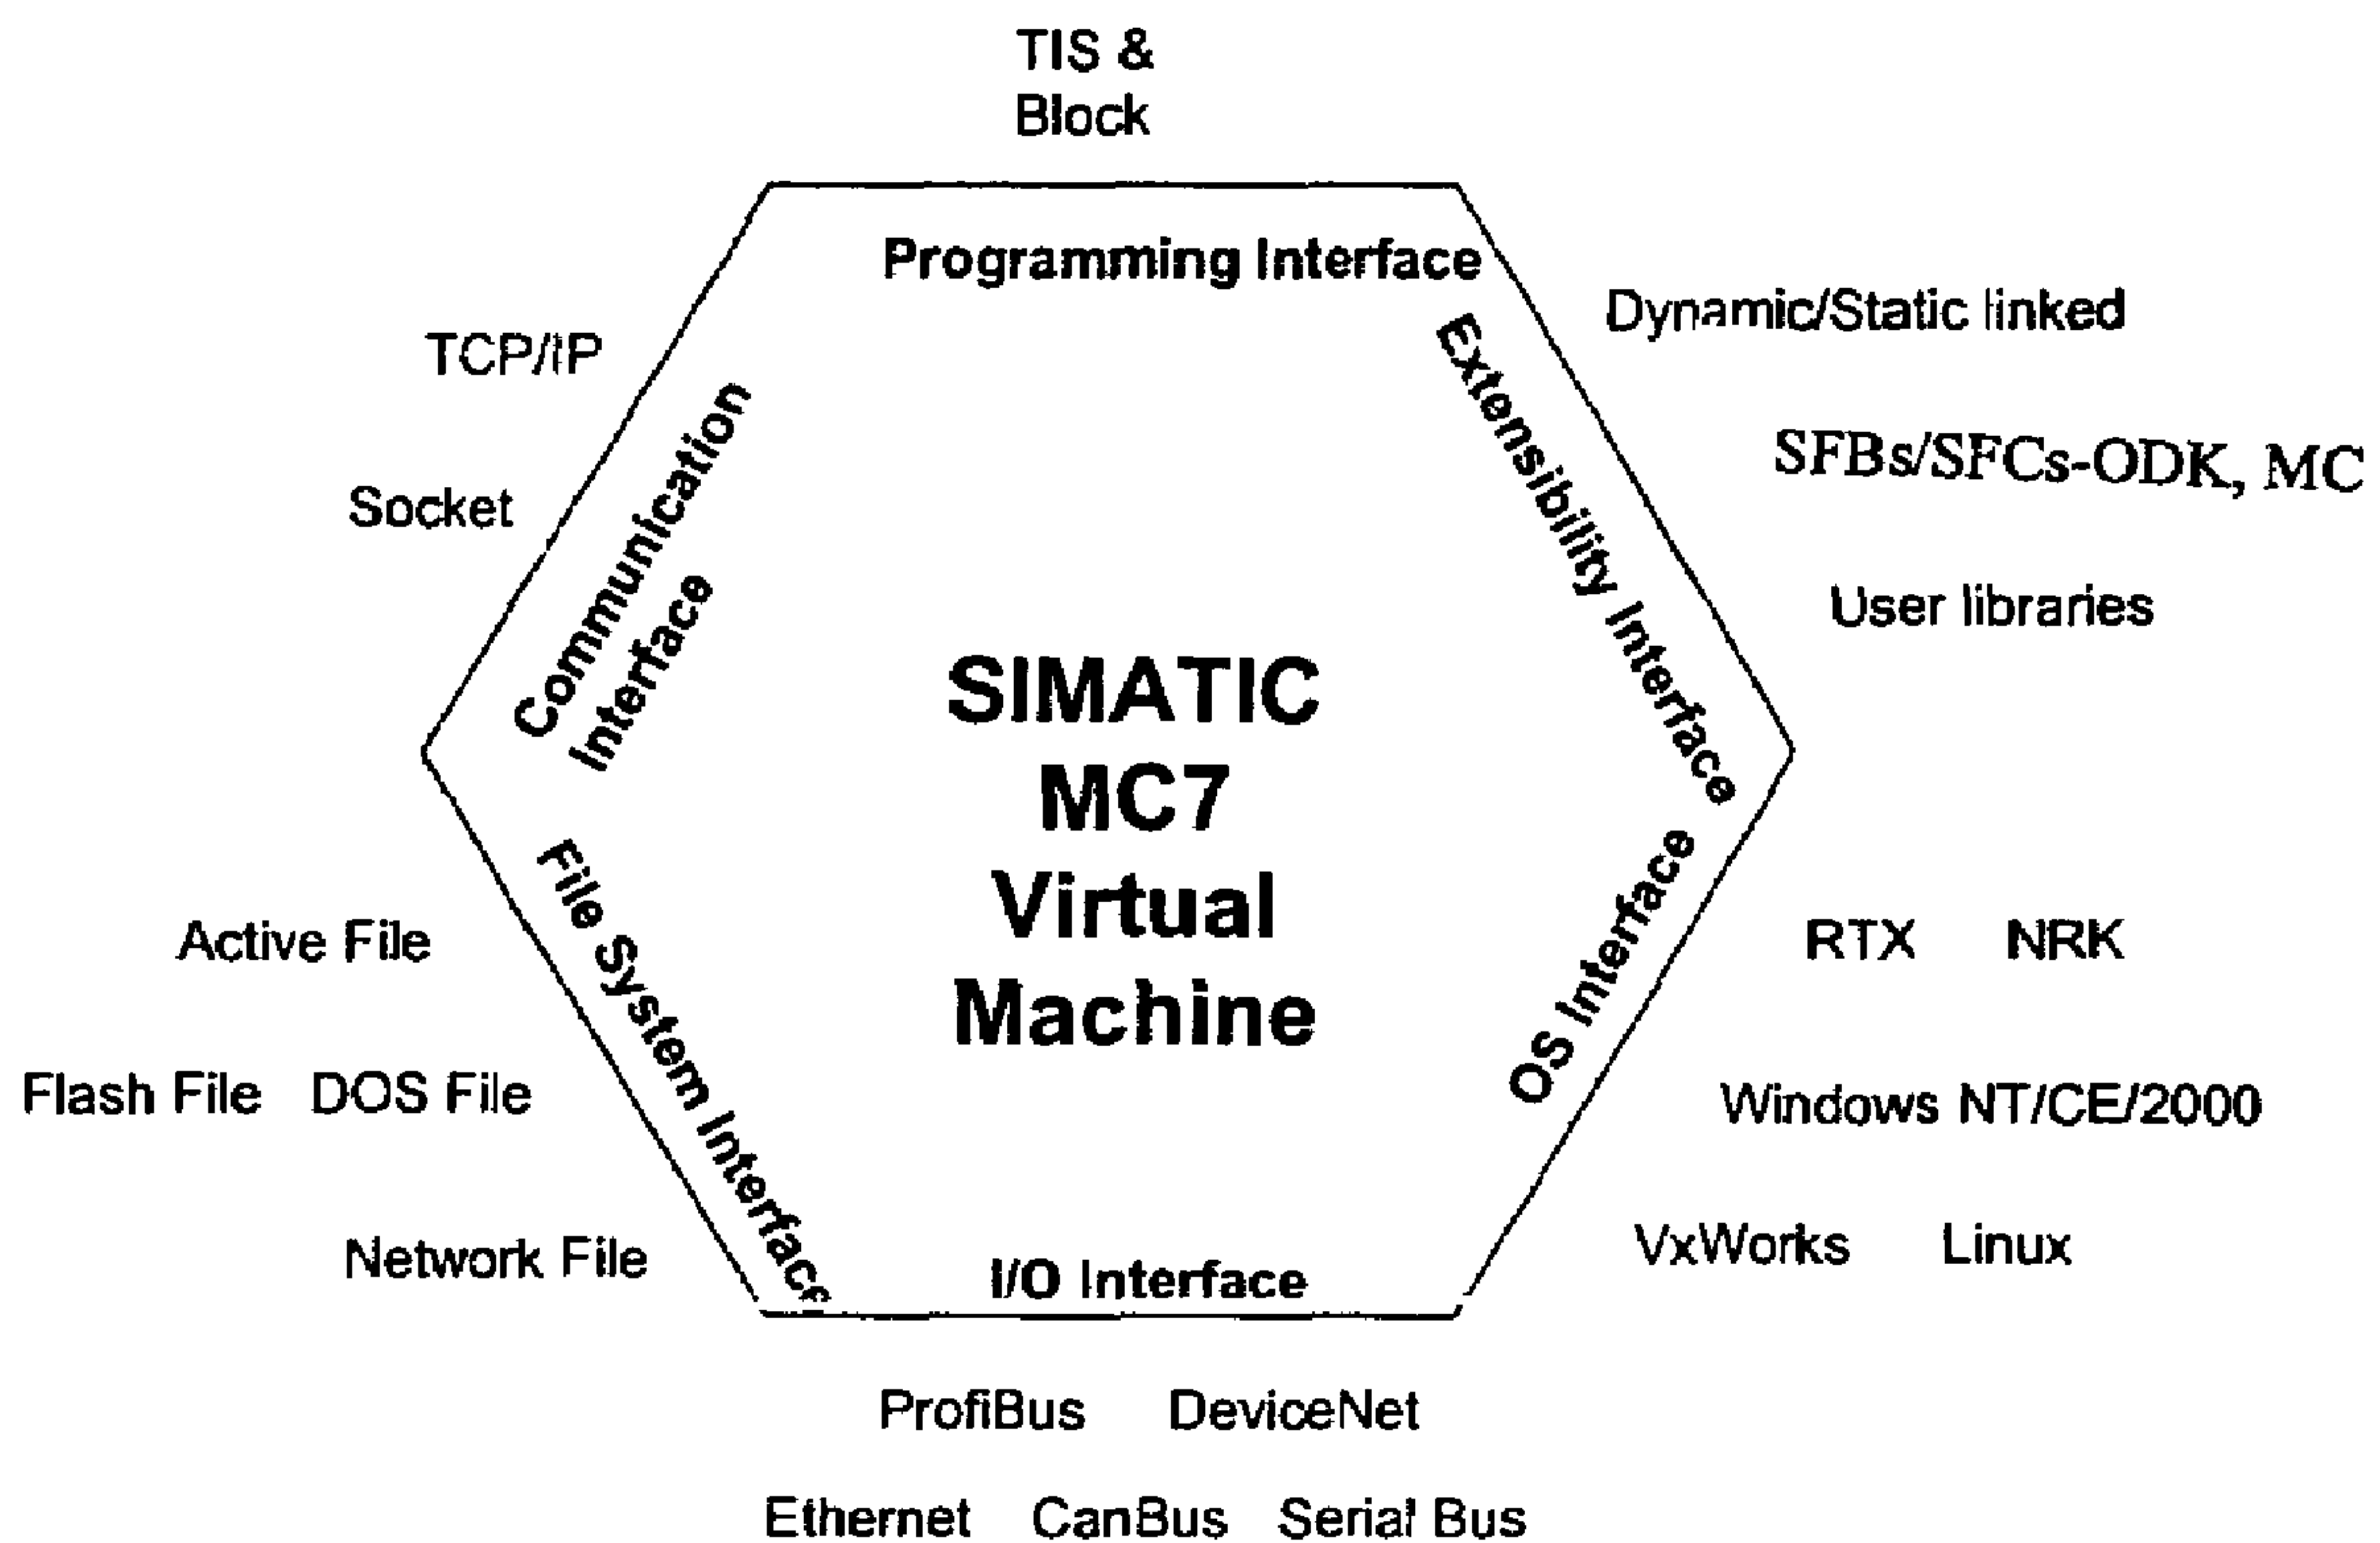 TIS &
Block
Programming Interface
Dynamic/Static linked
TCP/IP
Communication
Interface
Extensibility Interface
SFBs/SFCs-ODK, MC
Socket
User libraries
SIMATIC
MC7
Virtual
Machine
File System Interface
OS Interface
Active File
RTX NRK
Flash File DOS File
Windows NT/CE/2000
Network File
VxWorks Linux
I/O Interface
ProfiBus DeviceNet
Ethernet CanBus Serial Bus